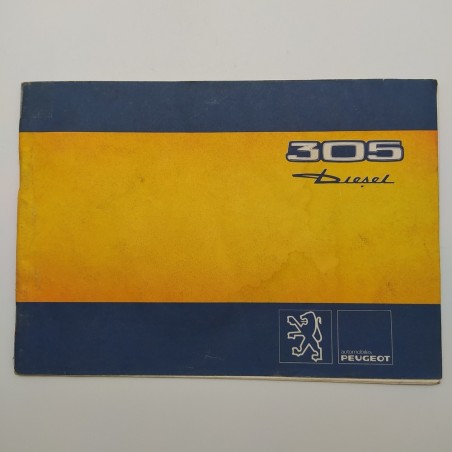 305
Diesel
automobiles
PEUGEOT